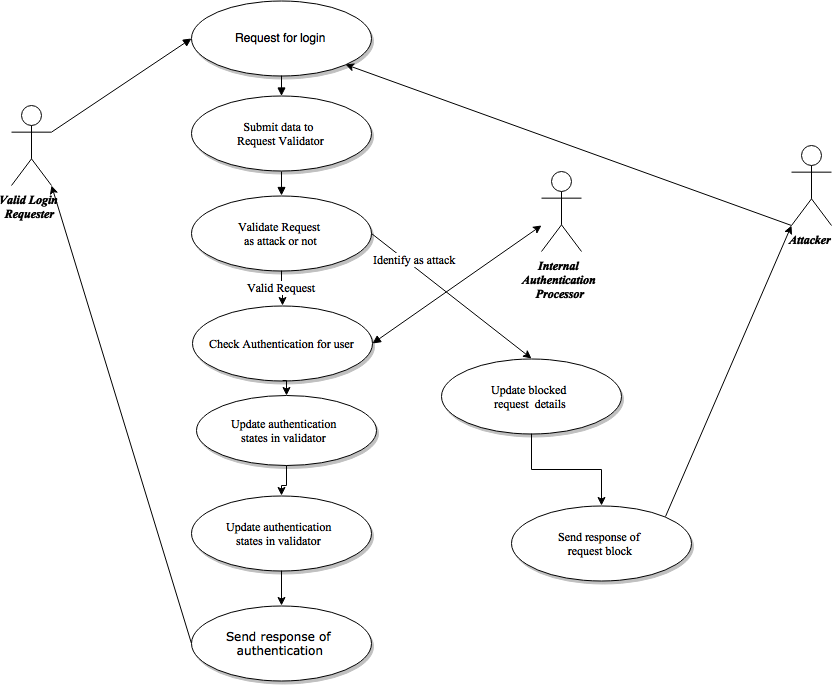 Request for login
Submit data to
Request Validator
Valid Login
Requester
Validate Request
as attack or not
Identify as attack
Attacker
Internal
Authentication
Processor
Valid Request
Check Authentication for user
Update blocked
request details
Update authentication
states in validator
Update authentication
states in validator
Send response of
request block
Send response of
authentication